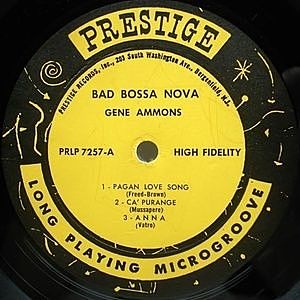 PRESTIGE
PRESTIGE RECORDS, Inc., 203 South Washington Ave., Bergenfield, N.J.
BAD BOSSA NOVA
GENE AMMONS
PRLP 7257-A HIGH FIDELITY
1 - PAGAN LOVE SONG
(Freed-Brown)
2 - CA' PURANGE
(Mussapere)
3 - ANNA
(Vatro)
LONG PLAYING MICROGROOVE